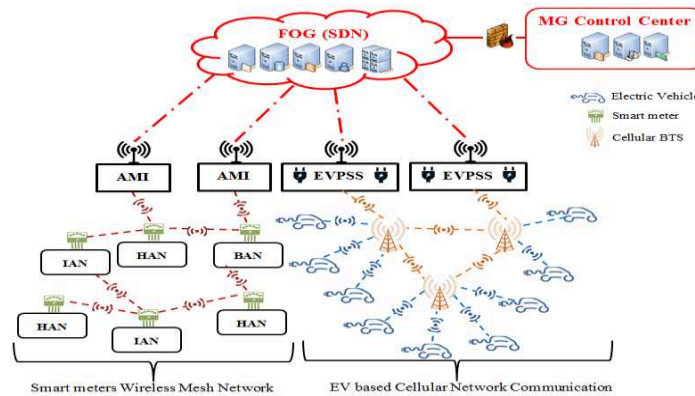 FOG (SDN)
MG Control Center
Electric Vehicle
Smart meter
Cellular BTS
AMI
AMI
EVPSS
EVPSS
IAN
HAN
BAN
HAN
IAN
HAN
Smart meters Wireless Mesh Network
EV based Cellular Network Communication